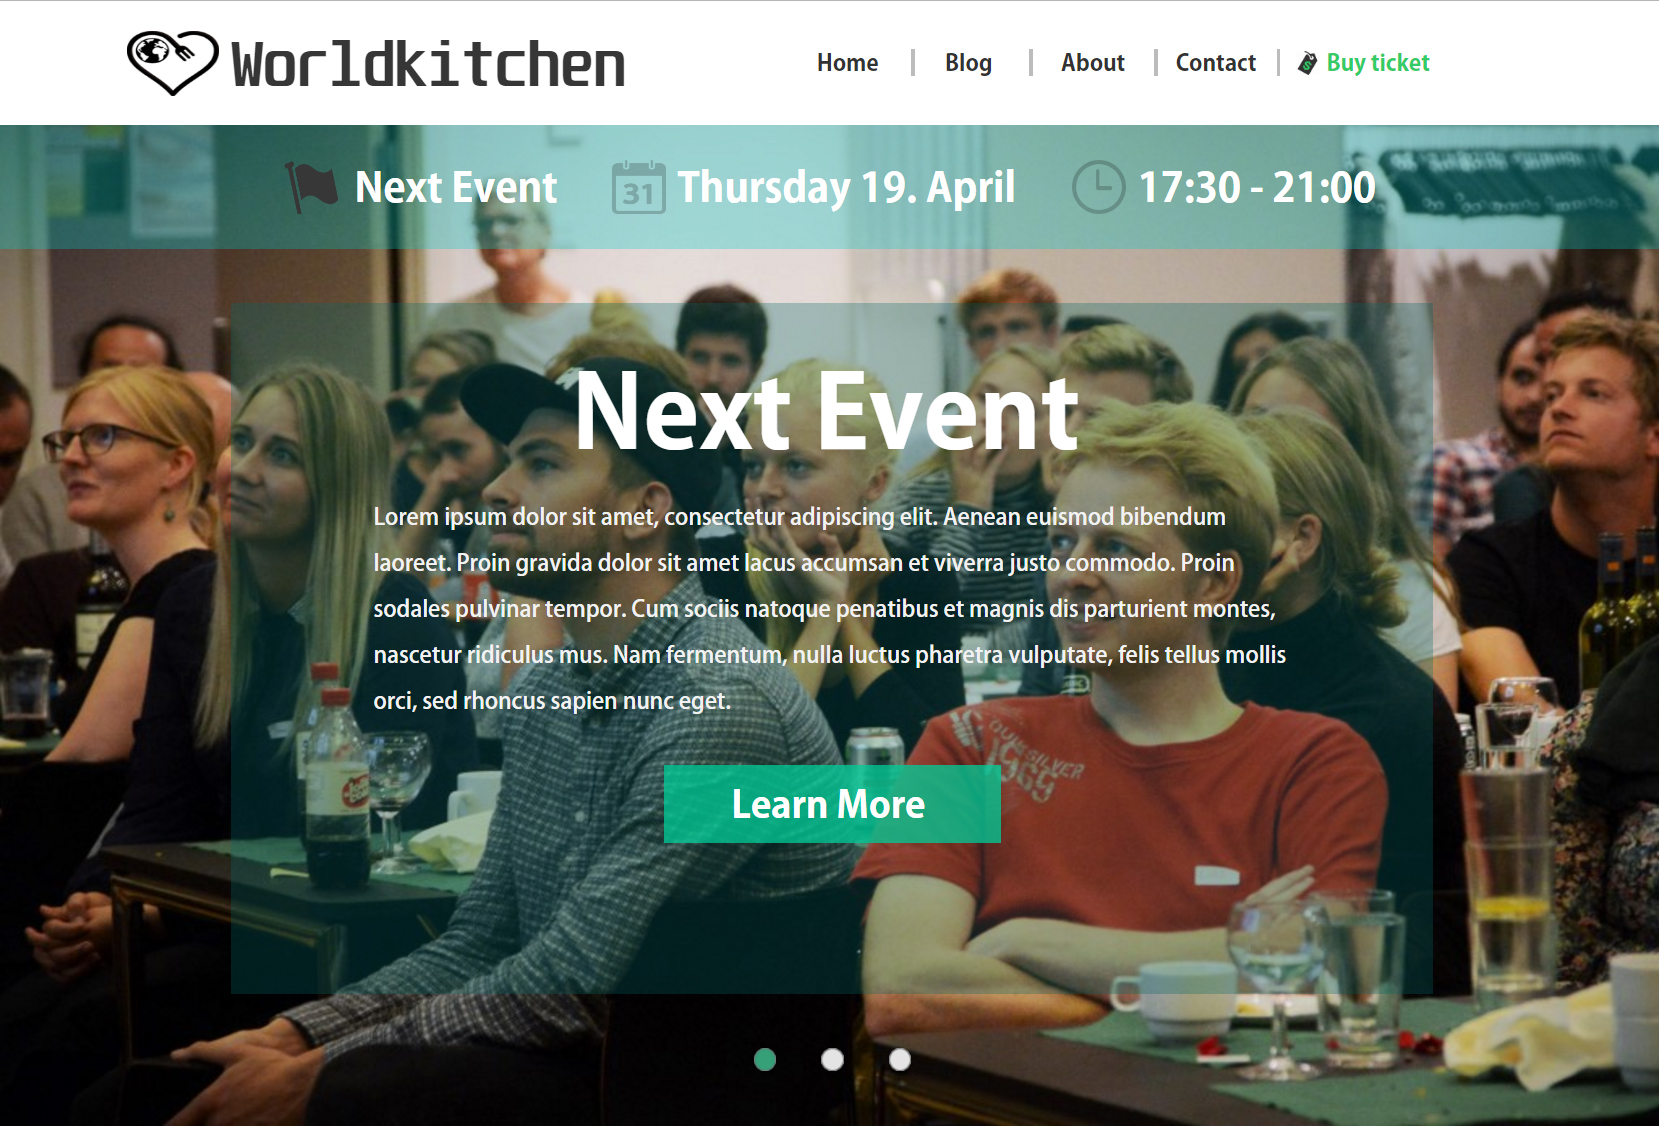 Worldkitchen
Home
Blog
About
Contact
$ Buy ticket
Next Event
31
Thursday 19. April
17:30 - 21:00
Next Event
Lorem ipsum dolor sit amet, consectetur adipiscing elit. Aenean euismod bibendum
laoreet. Proin gravida dolor sit amet lacus accumsan et viverra justo commodo. Proin
sodales pulvinar tempor. Cum sociis natoque penatibus et magnis dis parturient montes,
nascetur ridiculus mus. Nam fermentum, nulla luctus pharetra vulputate, felis tellus mollis
orci, sed rhoncus sapien nunc eget.
QUIKSILVER
1969
Learn More